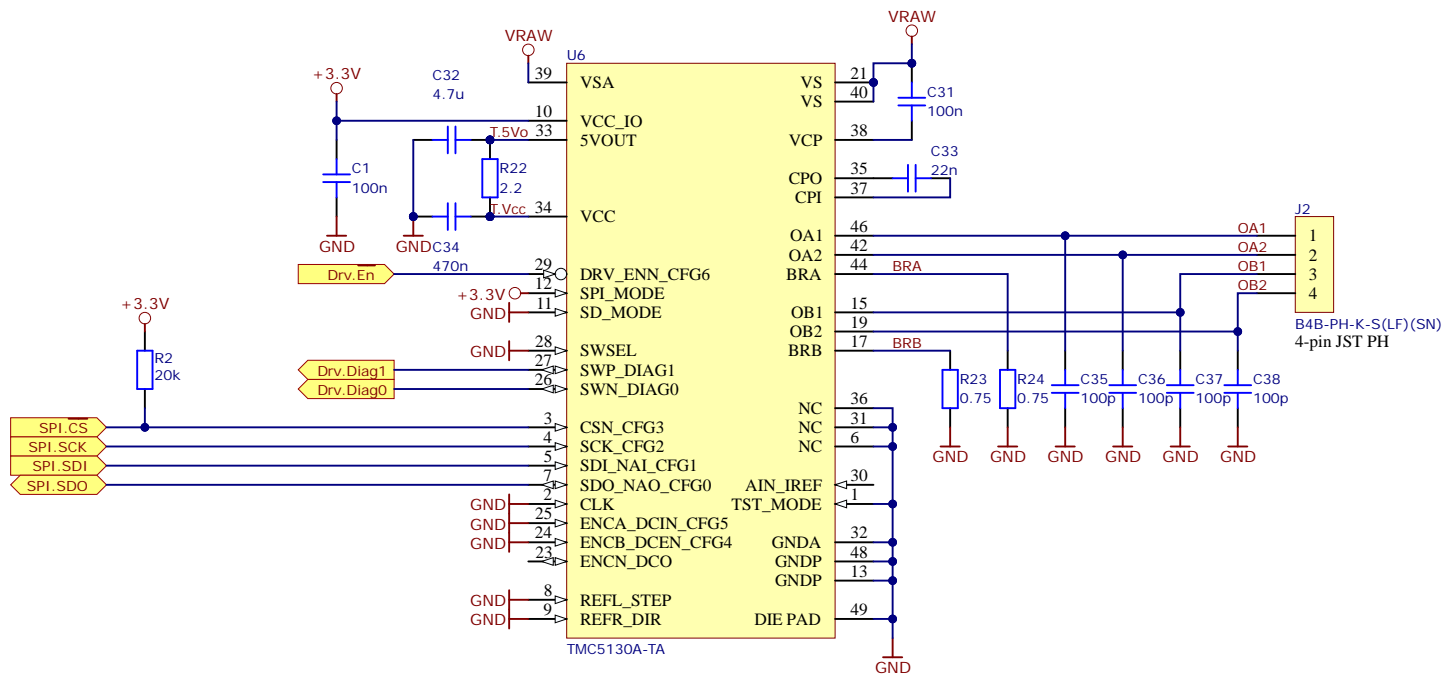 VRAW
VRAW
U6
+3.3V
C32
4.7u
39
VSA
VS
21
VS
40
C31
100n
10
VCC_IO
T.5Vo
33
5VOUT
VCP
38
C1
100n
R22
2.2
C33
22n
CPO
35
CPI
37
T.Vcc
34
VCC
J2
GND
GND
C34
470n
OA1
46
OA1
1
OA2
42
OA2
2
BRA
44
BRA
OB1
3
OB2
4
Drv.En
29
DRV_ENN_CFG6
+3.3V
12
SPI_MODE
GND
11
SD_MODE
+3.3V
OB1
15
OB2
19
BRB
17
BRB
B4B-PH-K-S(LF)(SN)
4-pin JST PH
GND
28
SWSEL
R2
20k
Drv.Diag1
27
SWP_DIAG1
Drv.Diag0
26
SWN_DIAG0
R23
0.75
R24
0.75
C35
100p
C36
100p
C37
100p
C38
100p
NC
36
NC
31
NC
6
SPI.CS
3
CSN_CFG3
SPI.SCK
4
SCK_CFG2
SPI.SDI
5
SDI_NAI_CFG1
SPI.SDO
7
SDO_NAO_CFG0
GND
GND
GND
GND
GND
GND
AIN_IREF
30
TST_MODE
1
GND
2
CLK
GND
25
ENCA_DCIN_CFG5
GND
24
ENCB_DCEN_CFG4
23
ENCN_DCO
GNDA
32
GNDP
48
GNDP
13
GND
8
REFL_STEP
GND
9
REFR_DIR
DIE PAD
49
TMC5130A-TA
GND